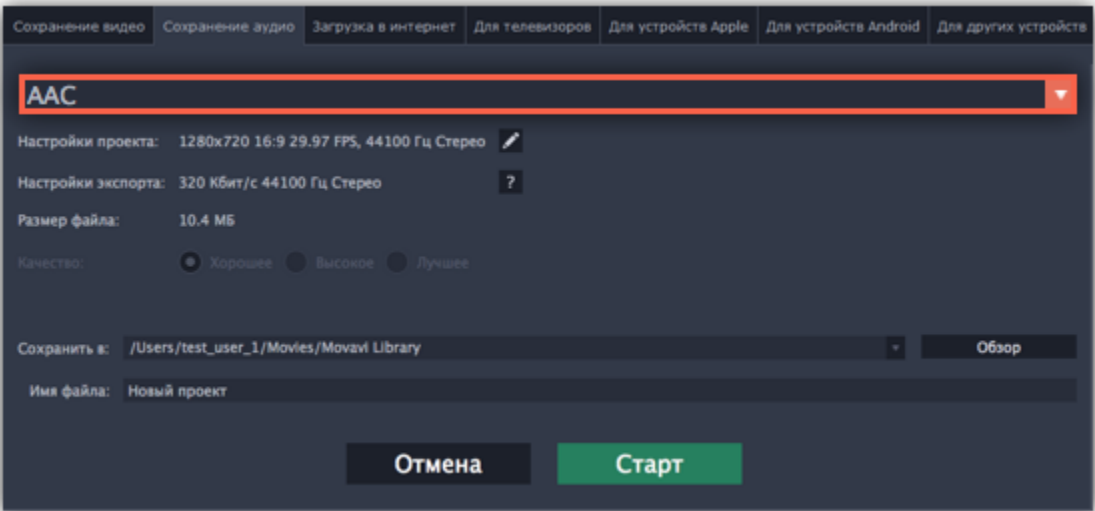 Сохранение видео Сохранение аудио Загрузка в интернет Для телевизоров Для устройств Apple Для устройств Android Для других устройств
AAC
Настройки проекта: 1280x720 16:9 29.97 FPS, 44100 Гц Стерео
Настройки экспорта: 320 Кбит/с 44100 Гц Стерео ?
Размер файла: 10.4 МБ
Качество: Хорошее Высокое Лучшее
Сохранить в: /Users/test_user_1/Movies/Movavi Library Обзор
Имя файла: Новый проект
Отмена Старт